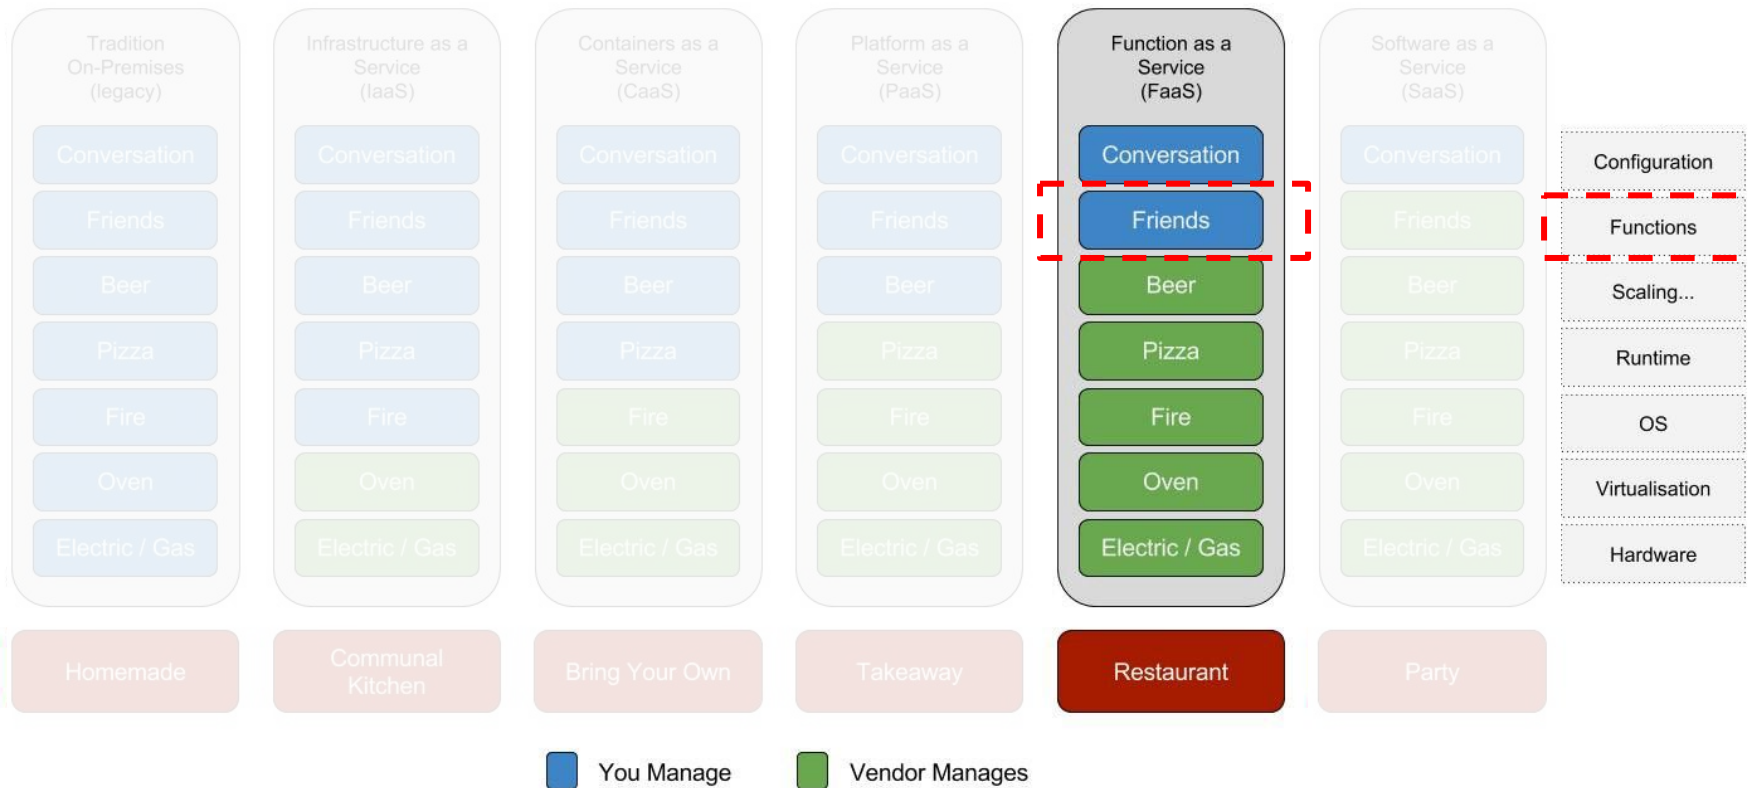 Tradition
On-Premises
(legacy)
Conversation
Friends
Beer
Pizza
Fire
Oven
Electric / Gas
Homemade
Infrastructure as a
Service
(IaaS)
Conversation
Friends
Beer
Pizza
Fire
Oven
Electric / Gas
Communal
Kitchen
Containers as a
Service
(CaaS)
Conversation
Friends
Beer
Pizza
Fire
Oven
Electric / Gas
Bring Your Own
Platform as a
Service
(PaaS)
Conversation
Friends
Beer
Pizza
Fire
Oven
Electric / Gas
Takeaway
Function as a
Service
(FaaS)
Conversation
Friends
Beer
Pizza
Fire
Oven
Electric / Gas
Restaurant
Software as a
Service
(SaaS)
Conversation
Friends
Beer
Pizza
Fire
Oven
Electric / Gas
Party
Configuration
Functions
Scaling...
Runtime
OS
Virtualisation
Hardware
You Manage
Vendor Manages